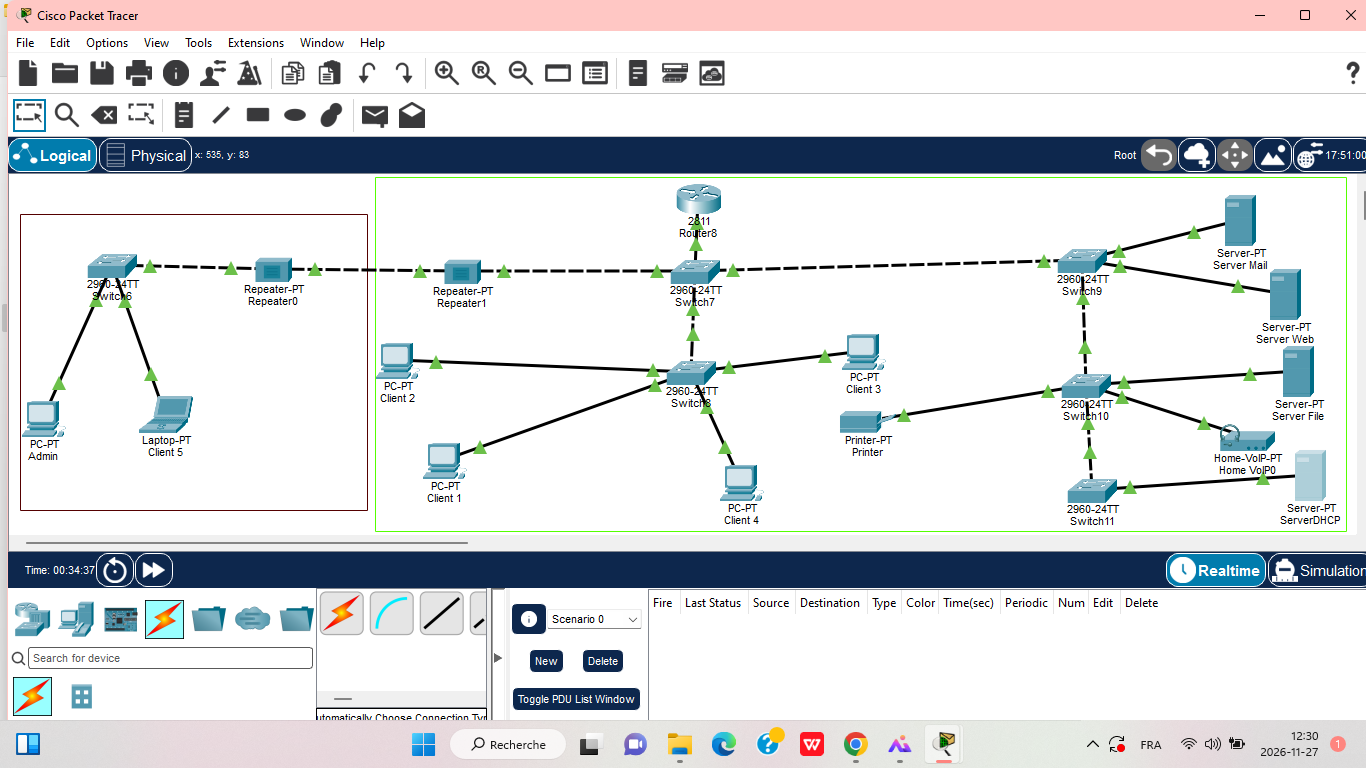 Cisco Packet Tracer
File Edit Options View Tools Extensions Window Help
Logical Physical x: 535, y: 83 Root 17:51:00
2811
Router8
Server-PT
Server Mail
2960-24TT
Switch6
Repeater-PT
Repeater0
Repeater-PT
Repeater1
2960-24TT
Switch7
2960-24TT
Switch9
Server-PT
Server Web
PC-PT
Client 2
2960-24TT
Switch8
PC-PT
Client 3
2960-24TT
Switch10
Server-PT
Server File
PC-PT
Admin
Laptop-PT
Client 5
Printer-PT
Printer
Home-VoIP-PT
Home VoIP0
PC-PT
Client 1
PC-PT
Client 4
2960-24TT
Switch11
Server-PT
ServerDHCP
Time: 00:34:37 Realtime Simulation
Scenario 0
New Delete
Toggle PDU List Window
Fire Last Status Source Destination Type Color Time(sec) Periodic Num Edit Delete
Search for device
utomatically Choose Connection Typ
Recherche
FRA
12:30
2026-11-27
1